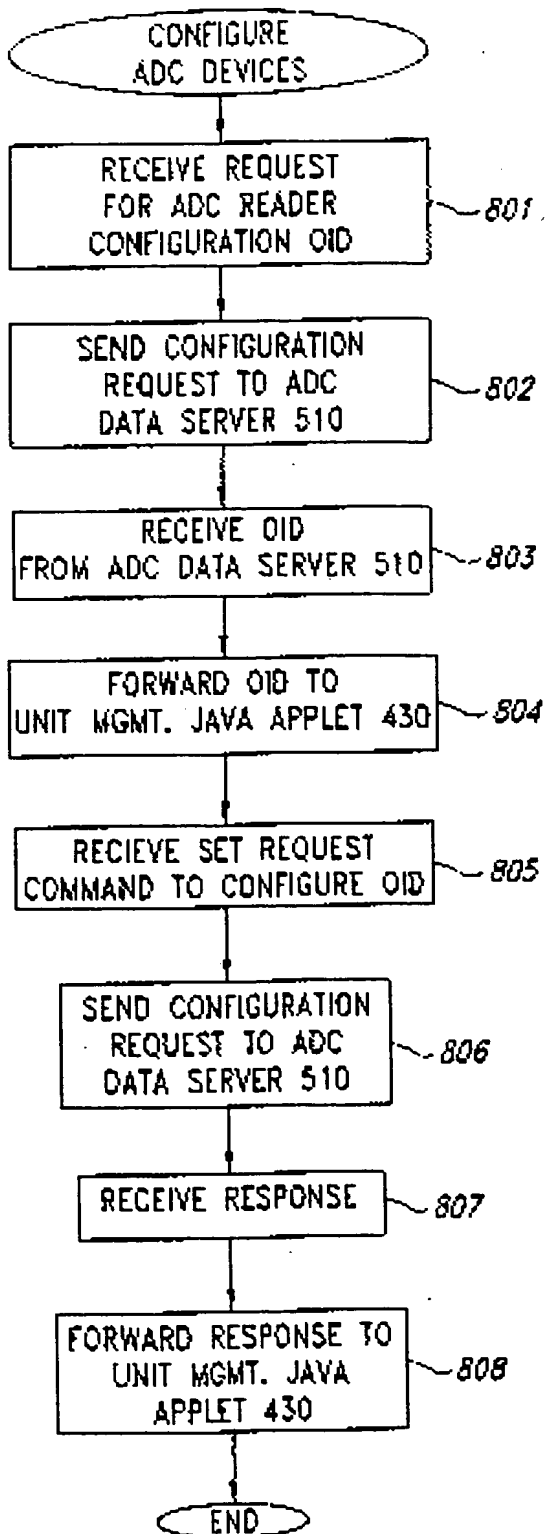 CONFIGURE
ADC DEVICES
RECEIVE REQUEST
FOR ADC READER
CONFIGURATION OID
801
SEND CONFIGURATION
REQUEST TO ADC
DATA SERVER 510
802
RECEIVE OID
FROM ADC DATA SERVER 510
803
FORWARD OID TO
UNIT MGMT. JAVA APPLET 430
804
RECIEVE SET REQUEST
COMMAND TO CONFIGURE OID
805
SEND CONFIGURATION
REQUEST TO ADC
DATA SERVER 510
806
RECEIVE RESPONSE
807
FORWARD RESPONSE TO
UNIT MGMT. JAVA
APPLET 430
808
END